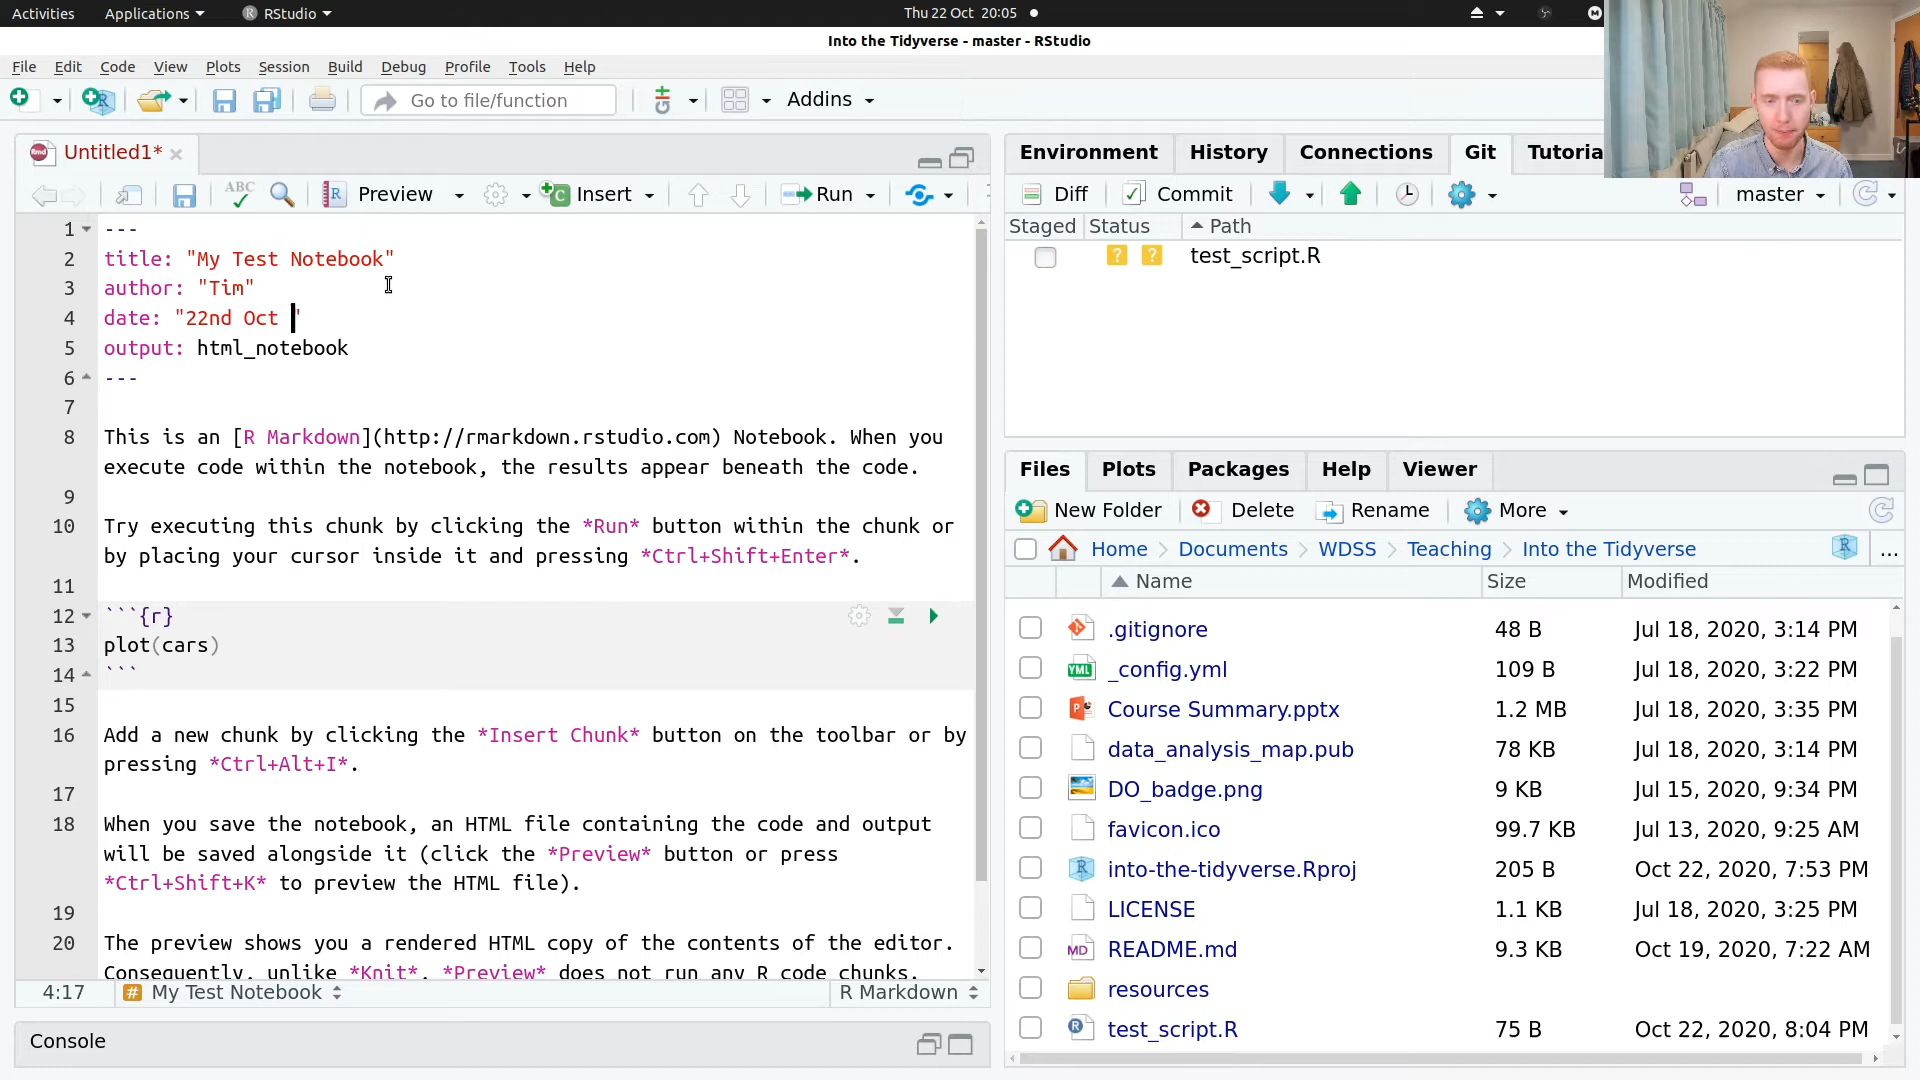 Activities Applications RStudio Thu 22 Oct 20:05
Into the Tidyverse - master - RStudio
File Edit Code View Plots Session Build Debug Profile Tools Help
Go to file/function Addins
Untitled1*
ABC Preview Insert Run
1 ---
2 title: "My Test Notebook"
3 author: "Tim"
4 date: "22nd Oct "
5 output: html_notebook
6 ---
7
8 This is an [R Markdown](http://rmarkdown.rstudio.com) Notebook. When you
execute code within the notebook, the results appear beneath the code.
9
10 Try executing this chunk by clicking the *Run* button within the chunk or
by placing your cursor inside it and pressing *Ctrl+Shift+Enter*.
11
12 ```{r}
13 plot(cars)
14 ```
15
16 Add a new chunk by clicking the *Insert Chunk* button on the toolbar or by
pressing *Ctrl+Alt+I*.
17
18 When you save the notebook, an HTML file containing the code and output
will be saved alongside it (click the *Preview* button or press
*Ctrl+Shift+K* to preview the HTML file).
19
20 The preview shows you a rendered HTML copy of the contents of the editor.
Consequently, unlike *Knit*, *Preview* does not run any R code chunks.
4:17 # My Test Notebook R Markdown
Console
Environment History Connections Git Tutoria
Diff Commit master
Staged Status Path
? ? test_script.R
Files Plots Packages Help Viewer
New Folder Delete Rename More
Home Documents WDSS Teaching Into the Tidyverse ...
Name Size Modified
.gitignore 48 B Jul 18, 2020, 3:14 PM
YML _config.yml 109 B Jul 18, 2020, 3:22 PM
Course Summary.pptx 1.2 MB Jul 18, 2020, 3:35 PM
data_analysis_map.pub 78 KB Jul 18, 2020, 3:14 PM
DO_badge.png 9 KB Jul 15, 2020, 9:34 PM
favicon.ico 99.7 KB Jul 13, 2020, 9:25 AM
into-the-tidyverse.Rproj 205 B Oct 22, 2020, 7:53 PM
LICENSE 1.1 KB Jul 18, 2020, 3:25 PM
MD README.md 9.3 KB Oct 19, 2020, 7:22 AM
resources
test_script.R 75 B Oct 22, 2020, 8:04 PM